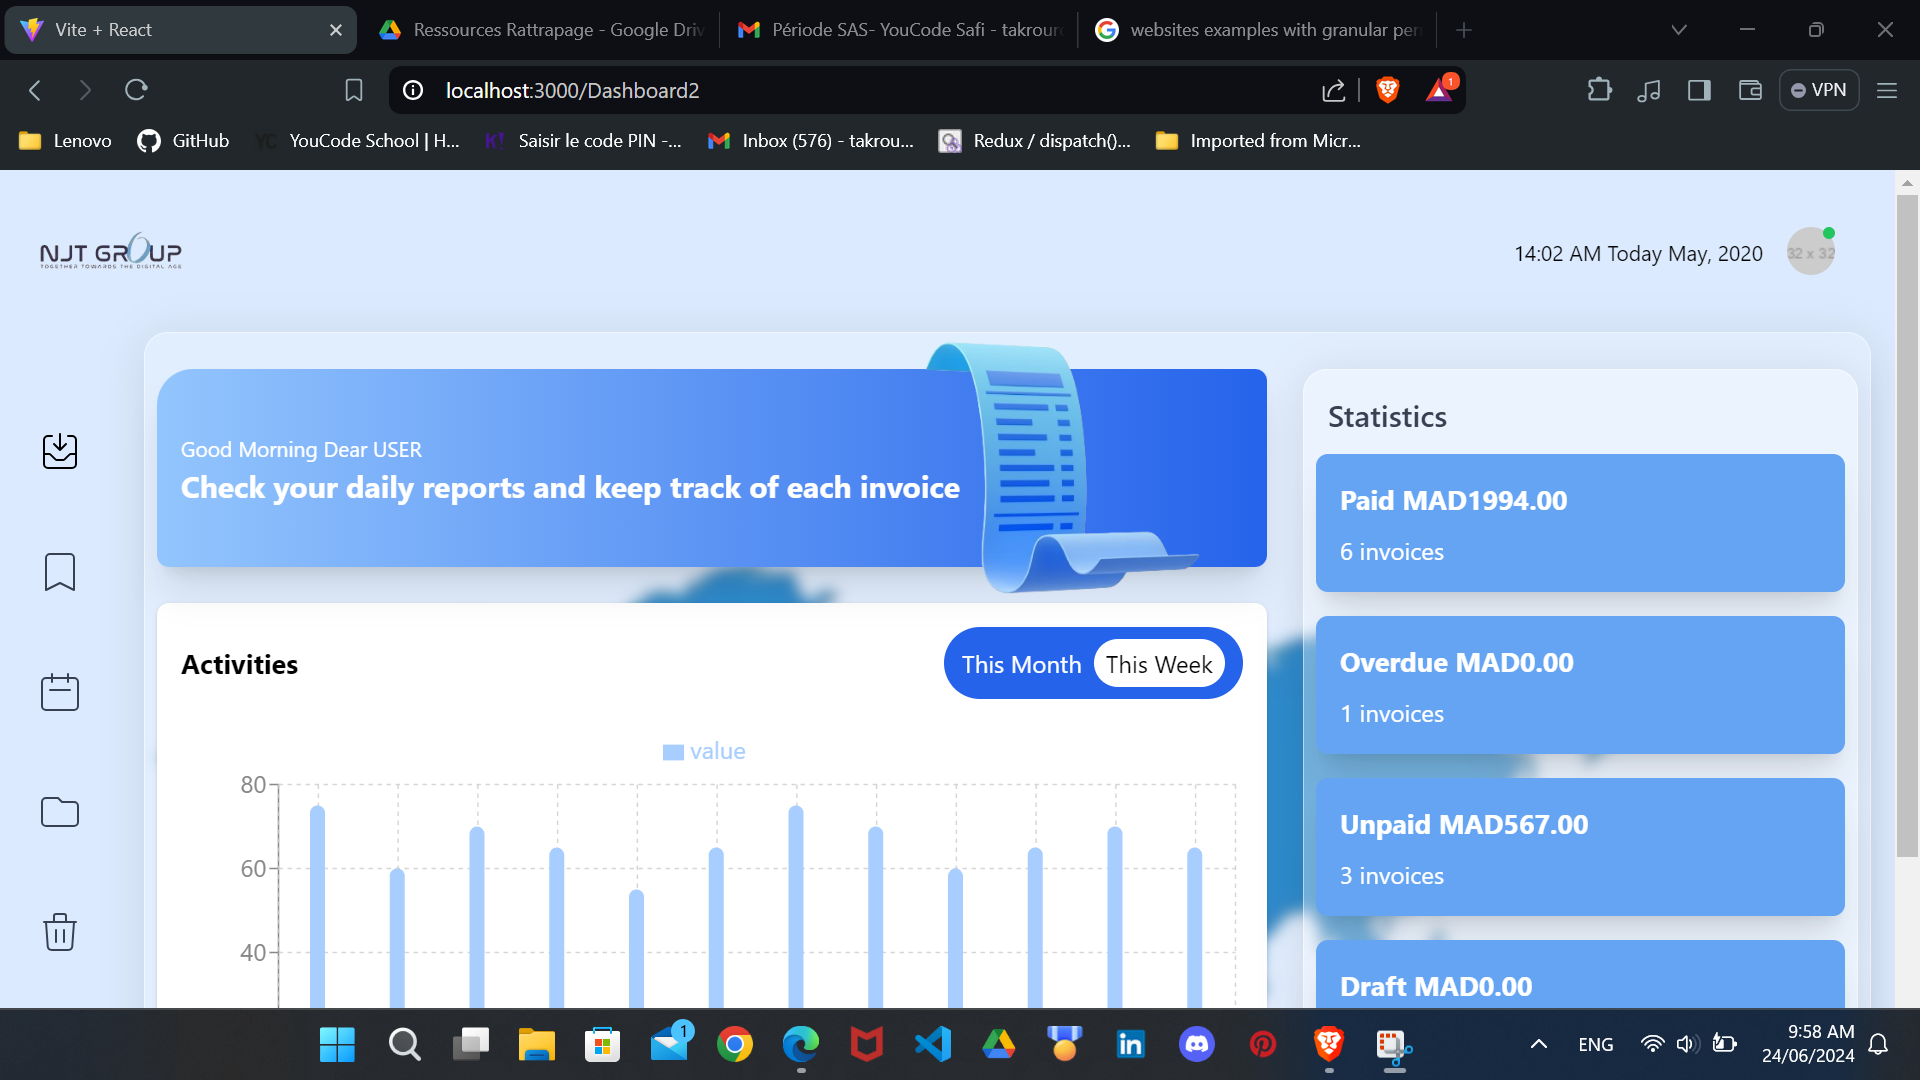 Vite + React
Ressources Rattrapage - Google Driv
Période SAS- YouCode Safi - takrouro
websites examples with granular per
localhost:3000/Dashboard2
1
VPN
Lenovo
GitHub
YC YouCode School | H...
K! Saisir le code PIN -...
Inbox (576) - takrou...
Redux / dispatch()...
Imported from Micr...
NJT GROUP
TOGETHER TOWARDS THE DIGITAL AGE
14:02 AM Today May, 2020
32 x 32
Good Morning Dear USER
Check your daily reports and keep track of each invoice
Statistics
Paid MAD1994.00
6 invoices
Overdue MAD0.00
1 invoices
Unpaid MAD567.00
3 invoices
Draft MAD0.00
Activities
This Month
This Week
value
80
60
40
1
ENG
9:58 AM
24/06/2024